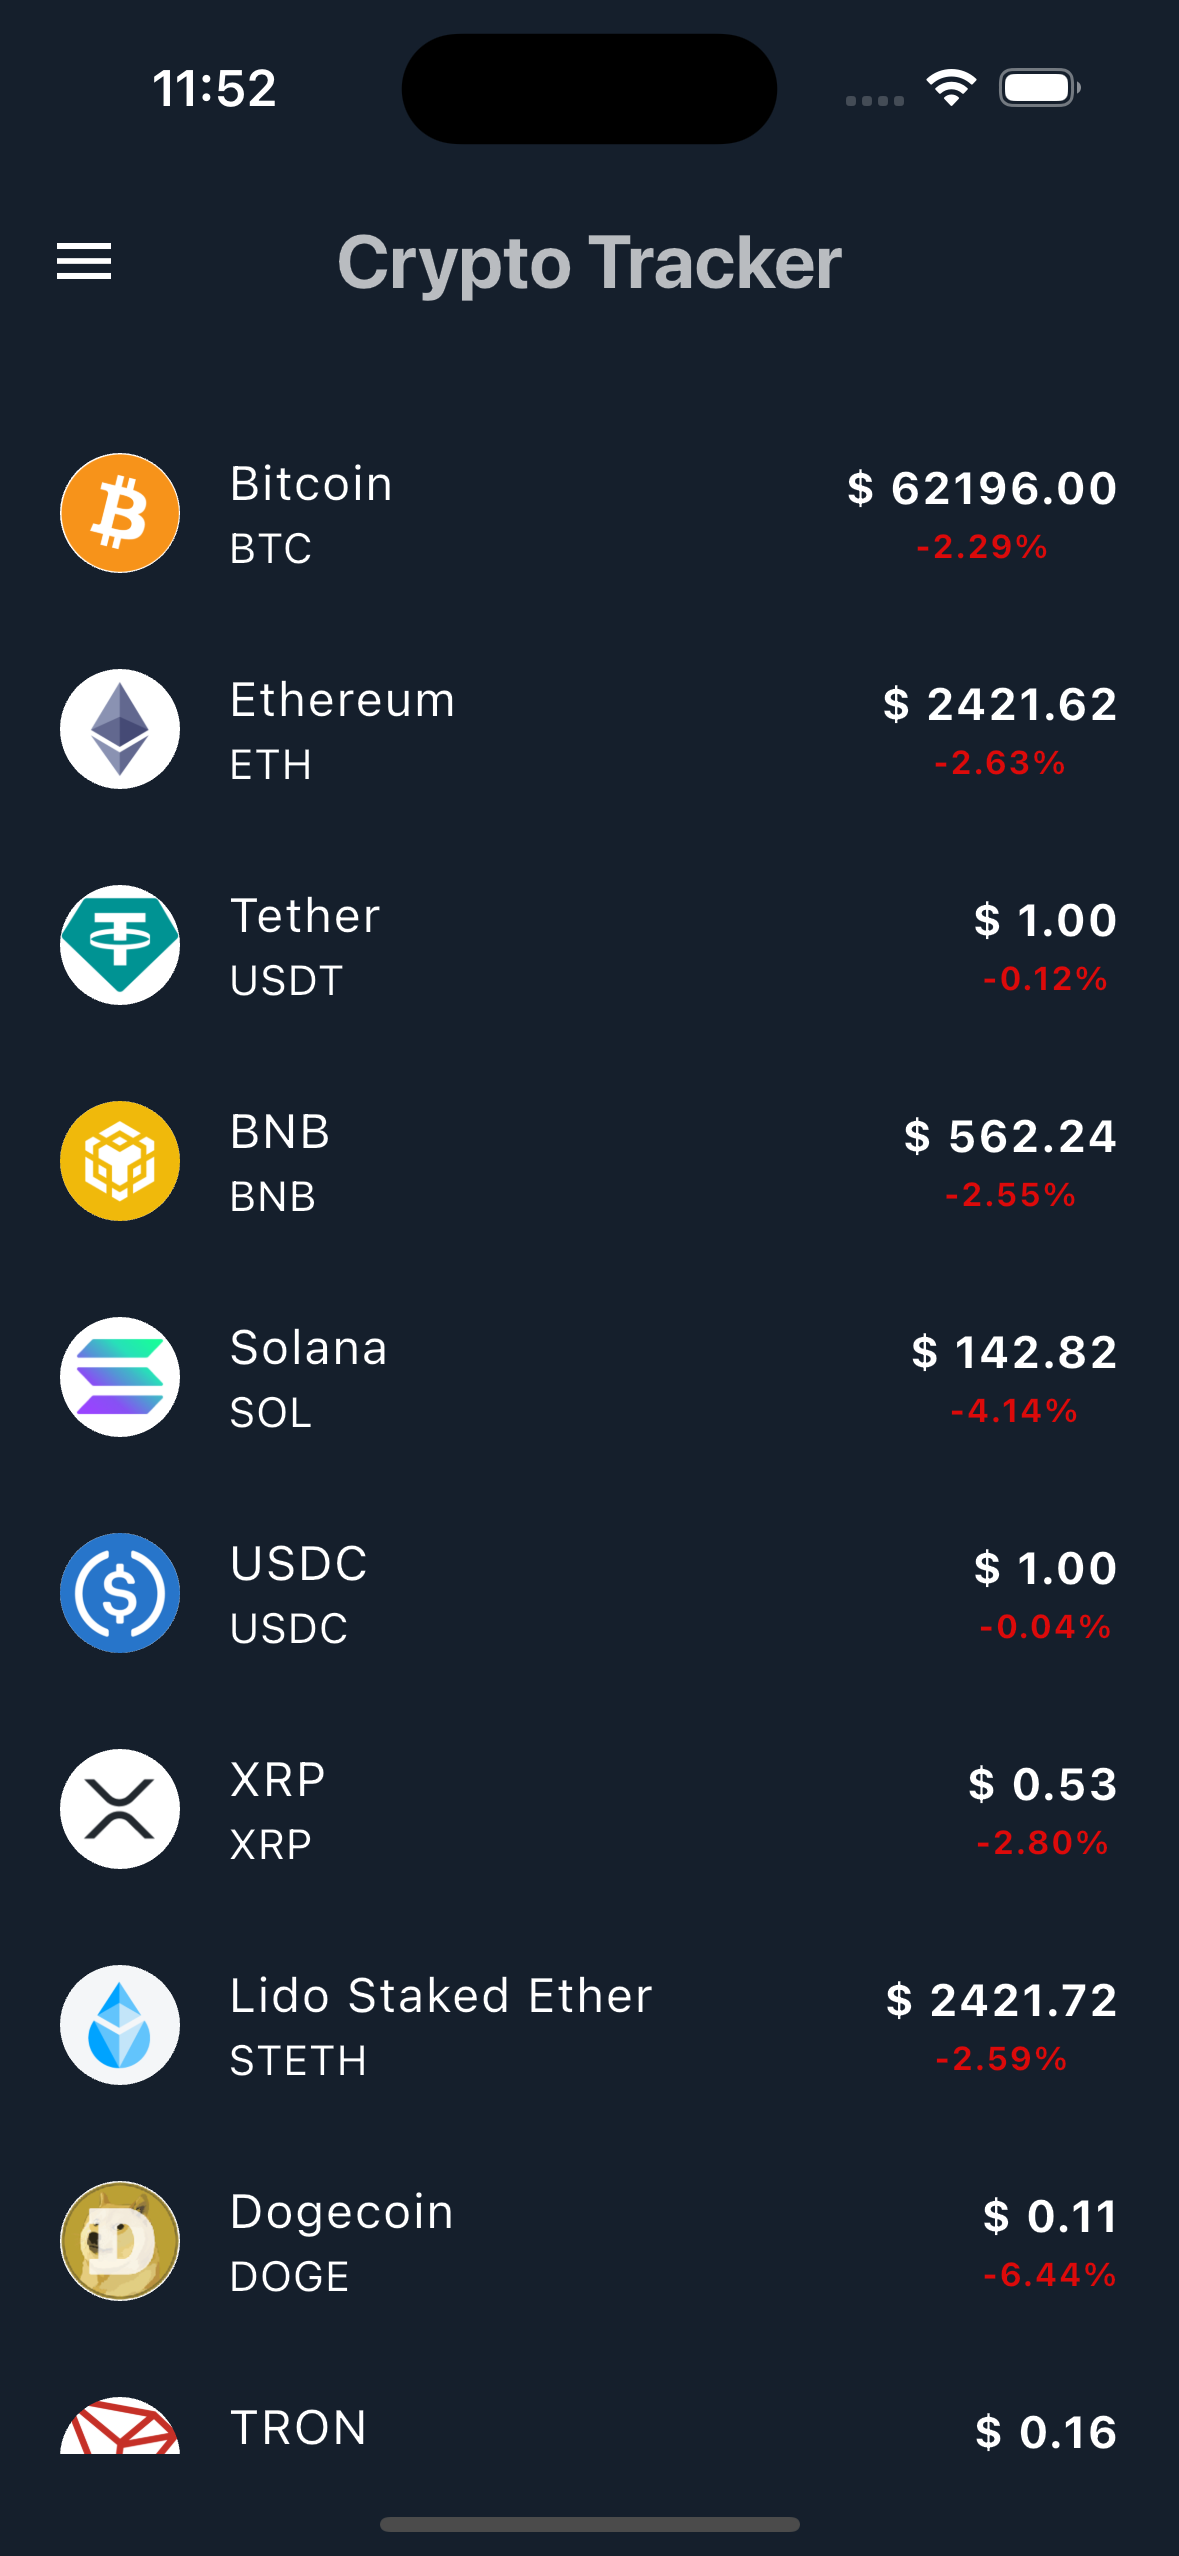 11:52
Crypto Tracker
Bitcoin
$ 62196.00
BTC
-2.29%
Ethereum
$ 2421.62
ETH
-2.63%
Tether
$ 1.00
USDT
-0.12%
BNB
$ 562.24
BNB
-2.55%
Solana
$ 142.82
SOL
-4.14%
USDC
$ 1.00
USDC
-0.04%
XRP
$ 0.53
XRP
-2.80%
Lido Staked Ether
$ 2421.72
STETH
-2.59%
Dogecoin
$ 0.11
DOGE
-6.44%
TRON
$ 0.16